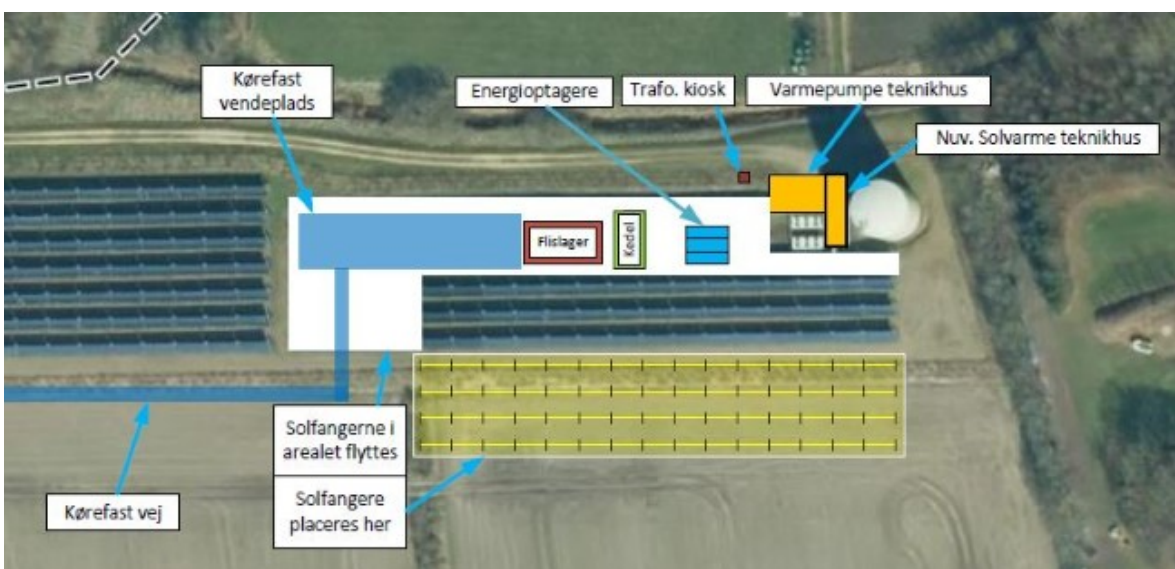 Kørefast
vendeplads
Energioptagere
Trafo. kiosk
Varmepumpe teknikhus
Nuv. Solvarme teknikhus
Flislager
Kedel
Solfangerne i
arealet flyttes
Solfangere
placeres her
Kørefast vej